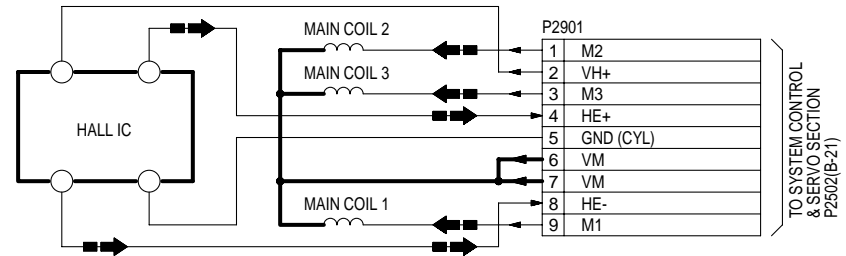 P2901
MAIN COIL 2
1 M2
2 VH+
MAIN COIL 3
3 M3
4 HE+
HALL IC
5 GND (CYL)
6 VM
7 VM
MAIN COIL 1
8 HE-
9 M1
TO SYSTEM CONTROL
& SERVO SECTION
P2502(B-21)